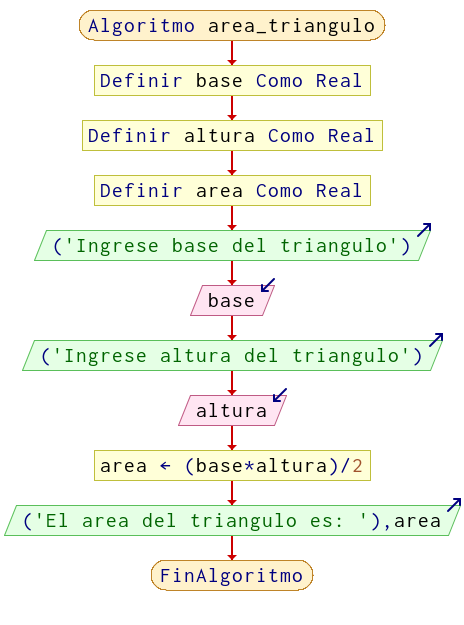 Algoritmo area_triangulo
Definir base Como Real
Definir altura Como Real
Definir area Como Real
('Ingrese base del triangulo')
base
('Ingrese altura del triangulo')
altura
area ← (base*altura)/2
('El area del triangulo es: '),area
FinAlgoritmo